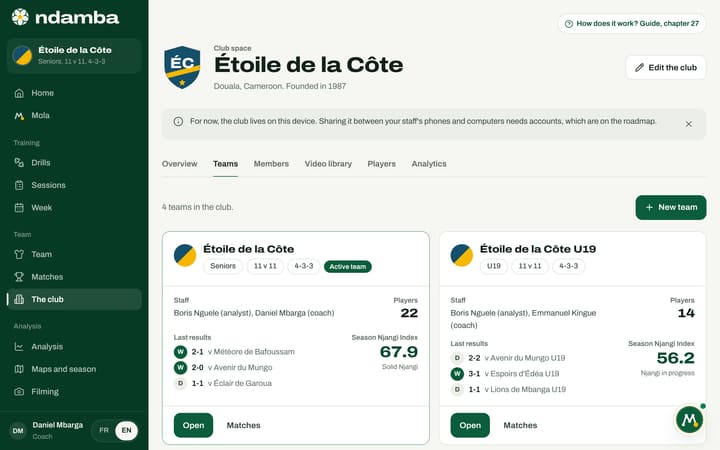 ndamba
Étoile de la Côte
Seniors, 11 v 11, 4-3-3
Home
Mola
Training
Drills
Sessions
Week
Team
Team
Matches
The club
Analysis
Analysis
Maps and season
Filming
DM
Daniel Mbarga
Coach
FR
EN
How does it work? Guide, chapter 27
ÉC
Club space
Étoile de la Côte
Douala, Cameroon. Founded in 1987
Edit the club
For now, the club lives on this device. Sharing it between your staff's phones and computers needs accounts, which are on the roadmap.
Overview
Teams
Members
Video library
Players
Analytics
4 teams in the club.
New team
Étoile de la Côte
Seniors
11 v 11
4-3-3
Active team
Staff
Boris Nguele (analyst), Daniel Mbarga (coach)
Players
22
Last results
W 2-1 v Météore de Bafoussam
W 2-0 v Avenir du Mungo
D 1-1 v Éclair de Garoua
Season Njangi Index
67.9
Solid Njangi
Open
Matches
Étoile de la Côte U19
U19
11 v 11
4-3-3
Staff
Boris Nguele (analyst), Emmanuel Kingue
(coach)
Players
14
Last results
D 2-2 v Avenir du Mungo U19
W 3-1 v Espoirs d'Édéa U19
D 1-1 v Lions de Mbanga U19
Season Njangi Index
56.2
Njangi in progress
Open
Matches